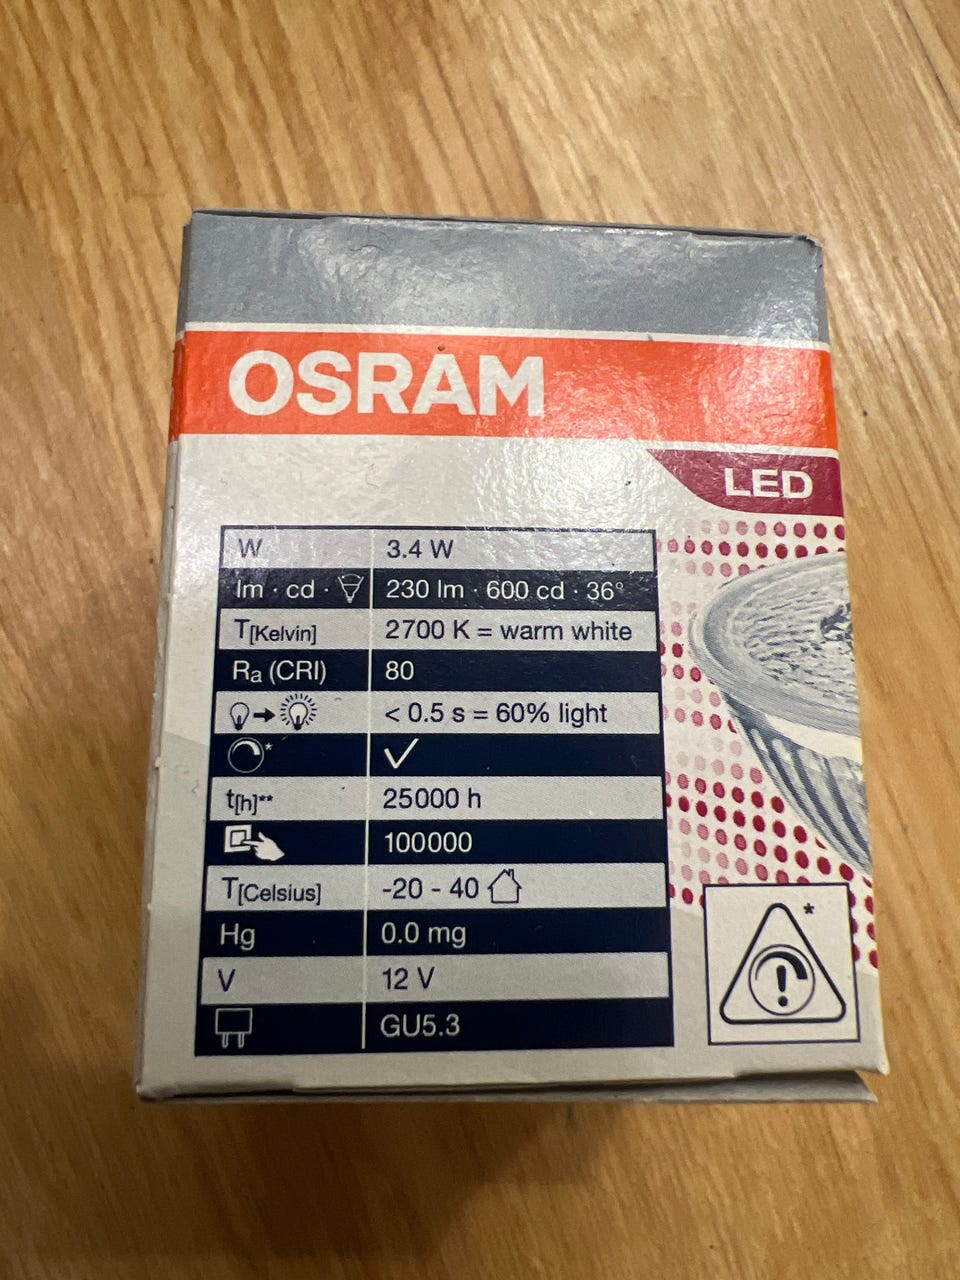 OSRAM
LED
W 3.4 W
lm · cd · 230 lm · 600 cd · 36°
T[Kelvin] 2700 K = warm white
Ra (CRI) 80
< 0.5 s = 60% light
*
t[h]** 25000 h
100000
T[Celsius] -20 - 40
Hg 0.0 mg
V 12 V
GU5.3
! *